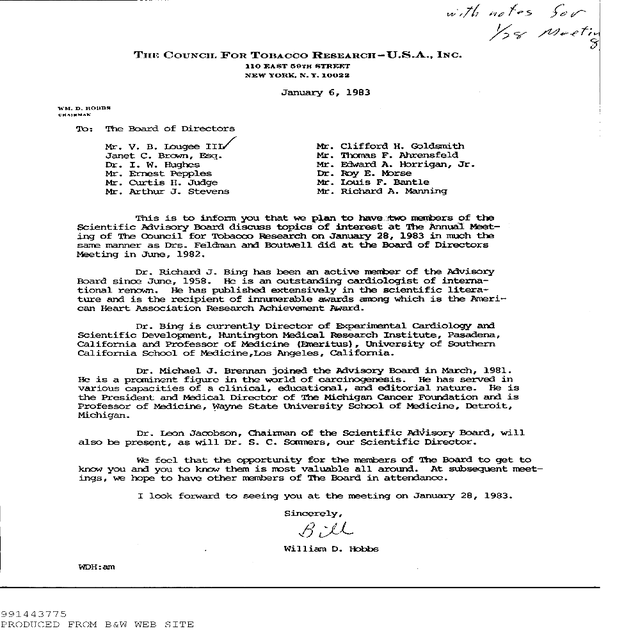 with notes for
1/28 Meeting
THE COUNCIL FOR TOBACCO RESEARCH-U.S.A., INC.
110 EAST 59TH STREET
NEW YORK, N. Y. 10022
January 6, 1983
WM. D. HOBBS
CHAIRMAN
To: The Board of Directors
Mr. V. B. Lougee III Mr. Clifford H. Goldsmith
Janet C. Brown, Esq. Mr. Thomas F. Ahrensfeld
Dr. I. W. Hughes Mr. Edward A. Horrigan, Jr.
Mr. Ernest Pepples Dr. Roy E. Morse
Mr. Curtis H. Judge Mr. Louis F. Bantle
Mr. Arthur J. Stevens Mr. Richard A. Manning
This is to inform you that we plan to have two members of the
Scientific Advisory Board discuss topics of interest at The Annual Meet-
ing of The Council for Tobacco Research on January 28, 1983 in much the
same manner as Drs. Feldman and Boutwell did at the Board of Directors
Meeting in June, 1982.
Dr. Richard J. Bing has been an active member of the Advisory
Board since June, 1958. He is an outstanding cardiologist of interna-
tional renown. He has published extensively in the scientific litera-
ture and is the recipient of innumerable awards among which is the Ameri-
can Heart Association Research Achievement Award.
Dr. Bing is currently Director of Experimental Cardiology and
Scientific Development, Huntington Medical Research Institute, Pasadena,
California and Professor of Medicine (Emeritus), University of Southern
California School of Medicine,Los Angeles, California.
Dr. Michael J. Brennan joined the Advisory Board in March, 1981.
He is a prominent figure in the world of carcinogenesis. He has served in
various capacities of a clinical, educational, and editorial nature. He is
the President and Medical Director of The Michigan Cancer Foundation and is
Professor of Medicine, Wayne State University School of Medicine, Detroit,
Michigan.
Dr. Leon Jacobson, Chairman of the Scientific Advisory Board, will
also be present, as will Dr. S. C. Sommers, our Scientific Director.
We feel that the opportunity for the members of The Board to get to
know you and you to know them is most valuable all around. At subsequent meet-
ings, we hope to have other members of The Board in attendance.
I look forward to seeing you at the meeting on January 28, 1983.
Sincerely,
Bill
William D. Hobbs
WDH:am
991443775
PRODUCED FROM B&W WEB SITE